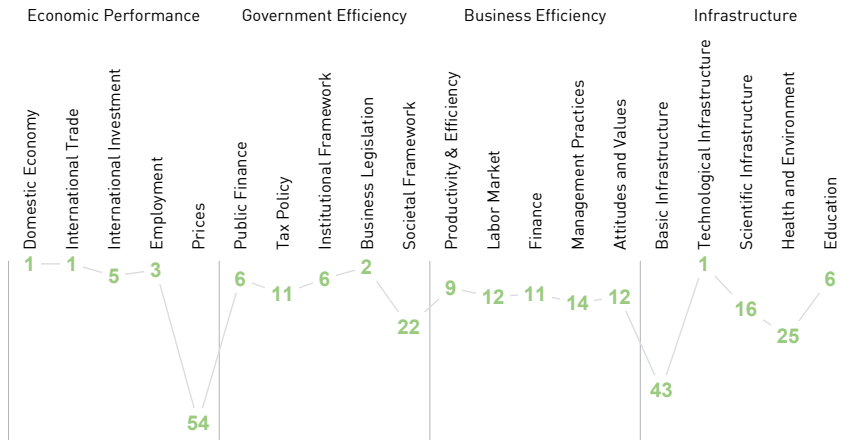 Economic Performance
Government Efficiency
Business Efficiency
Infrastructure
Domestic Economy
International Trade
International Investment
Employment
Prices
Public Finance
Tax Policy
Institutional Framework
Business Legislation
Societal Framework
Productivity & Efficiency
Labor Market
Finance
Management Practices
Attitudes and Values
Basic Infrastructure
Technological Infrastructure
Scientific Infrastructure
Health and Environment
Education
1
1
5
3
54
6
11
6
2
22
9
12
11
14
12
43
1
16
25
6